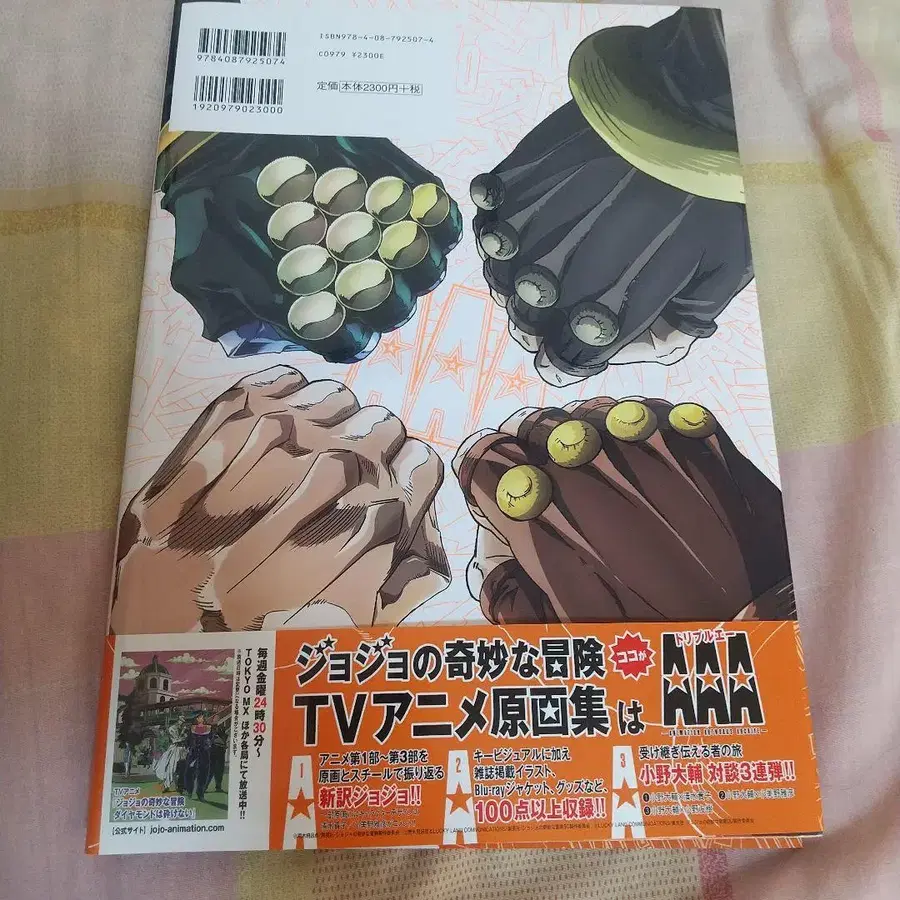 ISBN978-4-08-792507-4
C0979 ¥2300E
定価 本体2300円+税
9784087925074
1920979023000
毎週金曜24時30分~
TOKYO MX ほか各局にて放送中!!
TVアニメ
ジョジョの奇妙な冒険
ダイヤモンドは砕けない
[公式サイト] jojo-animation.com
ジョジョの奇妙な冒険
TVアニメ原画集は
ココが
トリプルエー
AAA
1
アニメ第1部~第3部を
原画とスチールで振り返る
新訳ジョジョ!!
2
キービジュアルに加え
雑誌掲載イラスト、
Blu-rayジャケット、グッズなど、
100点以上収録!!
3
受け継ぎ伝える者の旅
小野大輔 対談3連弾!!